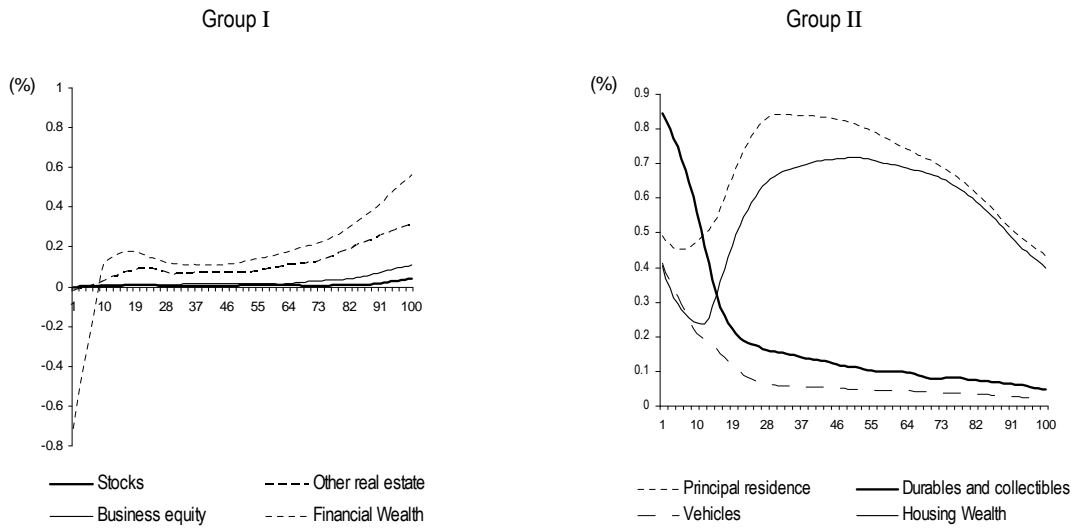 Group I
Group II
(%)
1
0.8
0.6
0.4
0.2
0
-0.2
-0.4
-0.6
-0.8
1 10 19 28 37 46 55 64 73 82 91 100
Stocks
Other real estate
Business equity
Financial Wealth
(%)
0.9
0.8
0.7
0.6
0.5
0.4
0.3
0.2
0.1
0
1 10 19 28 37 46 55 64 73 82 91 100
Principal residence
Durables and collectibles
Vehicles
Housing Wealth